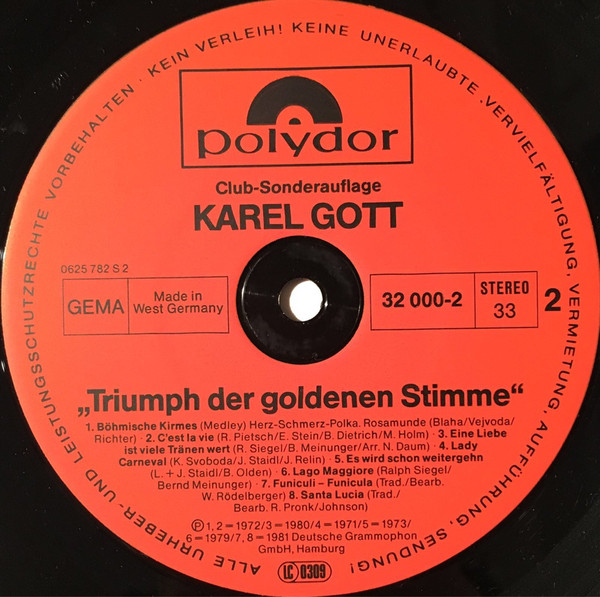 ALLE URHEBER- UND LEISTUNGSSCHUTZRECHTE VORBEHALTEN · KEIN VERLEIH! KEINE UNERLAUBTE VERVIELFÄLTIGUNG, VERMIETUNG, AUFFÜHRUNG, SENDUNG!
polydor
Club-Sonderauflage
KAREL GOTT
0625 782 S 2
GEMA
Made in
West Germany
32 000-2
STEREO
33
2
„Triumph der goldenen Stimme“
1. Böhmische Kirmes (Medley) Herz-Schmerz-Polka. Rosamunde (Blaha/Vejvoda/
Richter) · 2. C'est la vie (R. Pietsch/E. Stein/B. Dietrich/M. Holm) · 3. Eine Liebe
ist viele Tränen wert (R. Siegel/B. Meinunger/Arr. N. Daum) · 4. Lady
Carneval (K. Svoboda/J. Staidl/J. Relin) · 5. Es wird schon weitergehn
(L. + J. Staidl/B. Olden) · 6. Lago Maggiore (Ralph Siegel/
Bernd Meinunger) · 7. Funiculi – Funicula (Trad./Bearb.
W. Rödelberger) 8. Santa Lucia (Trad./
Bearb. R. Pronk/Johnson)
Ⓟ 1, 2 = 1972/3 = 1980/4 = 1971/5 = 1973/
6 = 1979/7, 8 = 1981 Deutsche Grammophon
GmbH, Hamburg
LC 0309